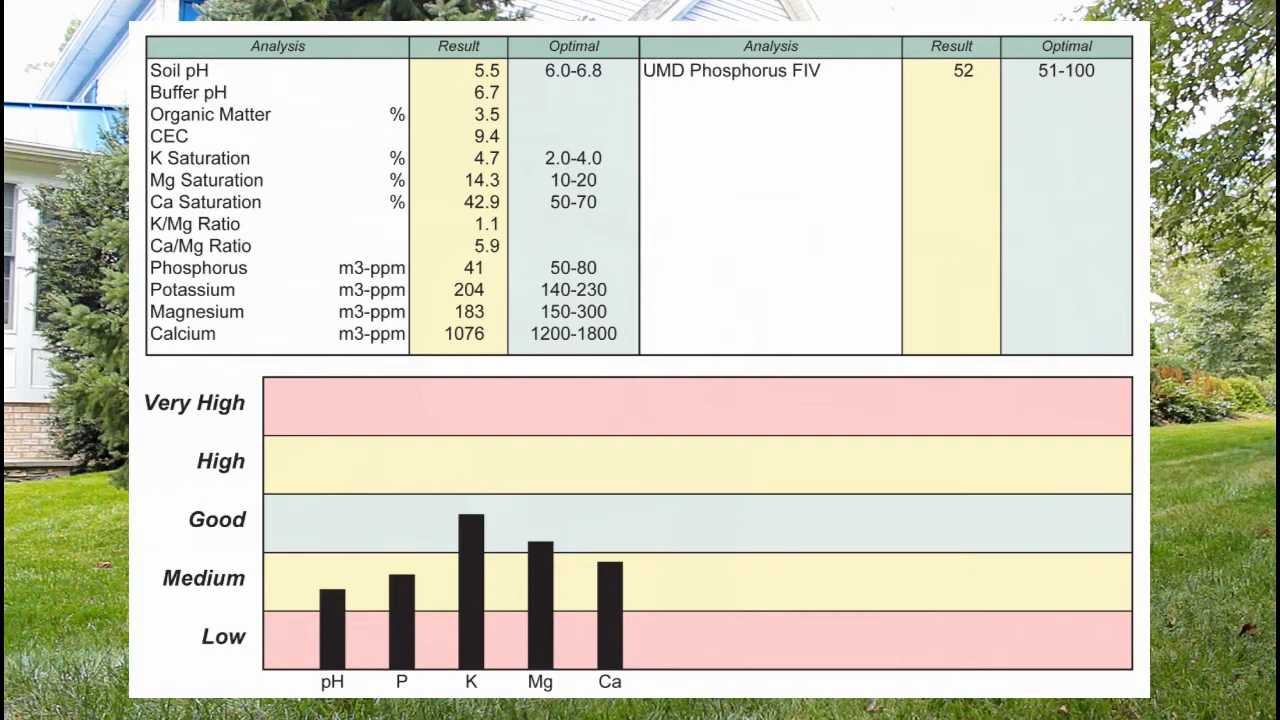 Analysis Result Optimal Analysis Result Optimal
Soil pH 5.5 6.0-6.8 UMD Phosphorus FIV 52 51-100
Buffer pH 6.7
Organic Matter % 3.5
CEC 9.4
K Saturation % 4.7 2.0-4.0
Mg Saturation % 14.3 10-20
Ca Saturation % 42.9 50-70
K/Mg Ratio 1.1
Ca/Mg Ratio 5.9
Phosphorus m3-ppm 41 50-80
Potassium m3-ppm 204 140-230
Magnesium m3-ppm 183 150-300
Calcium m3-ppm 1076 1200-1800
Very High
High
Good
Medium
Low
pH P K Mg Ca